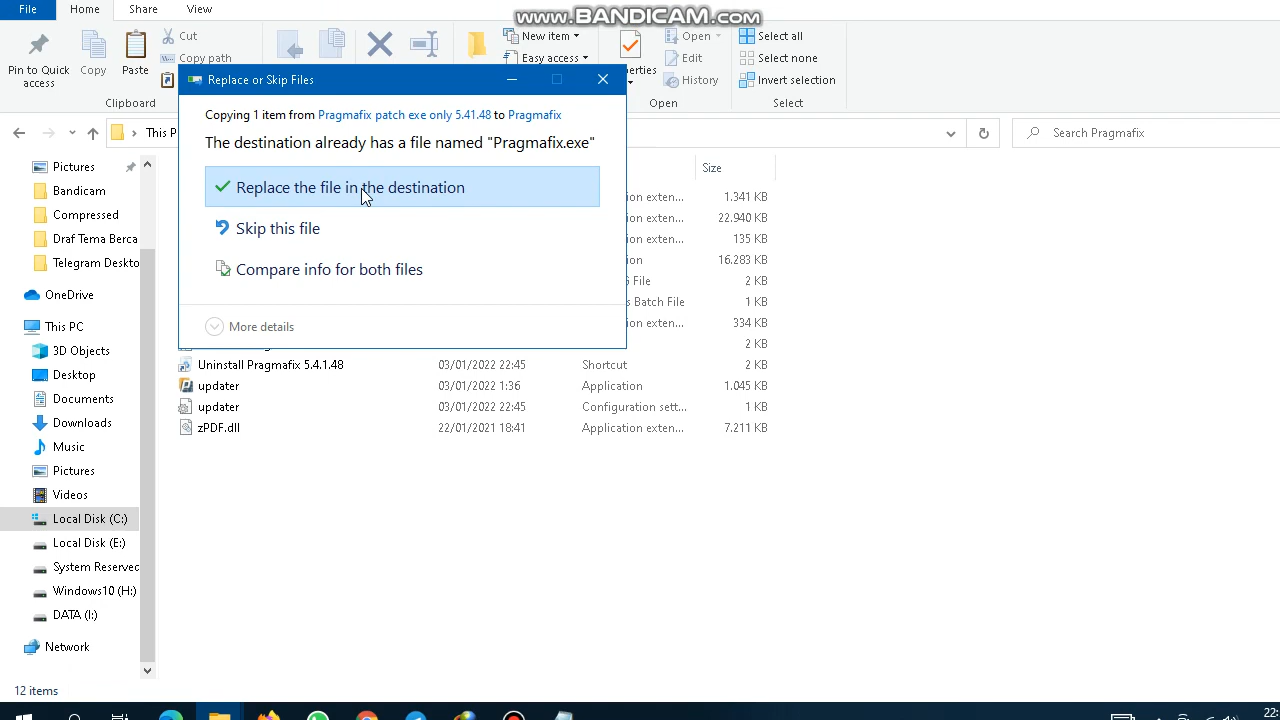 www.BANDICAM.com
File
Home
Share
View
Pin to Quick access
Copy
Paste
Cut
Copy path
Clipboard
New item
Easy access
Open
Edit
History
Open
Select all
Select none
Invert selection
Select
This P
Search Pragmafix
Replace or Skip Files
Copying 1 item from Pragmafix patch exe only 5.41.48 to Pragmafix
The destination already has a file named "Pragmafix.exe"
Replace the file in the destination
Skip this file
Compare info for both files
More details
Pictures
Bandicam
Compressed
Draf Tema Berca
Telegram Deskto
OneDrive
This PC
3D Objects
Desktop
Documents
Downloads
Music
Pictures
Videos
Local Disk (C:)
Local Disk (E:)
System Reserved
Windows10 (H:)
DATA (I:)
Network
Size
ion exten... 1.341 KB
ion exten... 22.940 KB
ion exten... 135 KB
ion 16.283 KB
File 2 KB
s Batch File 1 KB
ion exten... 334 KB
2 KB
Uninstall Pragmafix 5.4.1.48 03/01/2022 22:45 Shortcut 2 KB
updater 03/01/2022 1:36 Application 1.045 KB
updater 03/01/2022 22:45 Configuration sett... 1 KB
zPDF.dll 22/01/2021 18:41 Application exten... 7.211 KB
12 items
22: